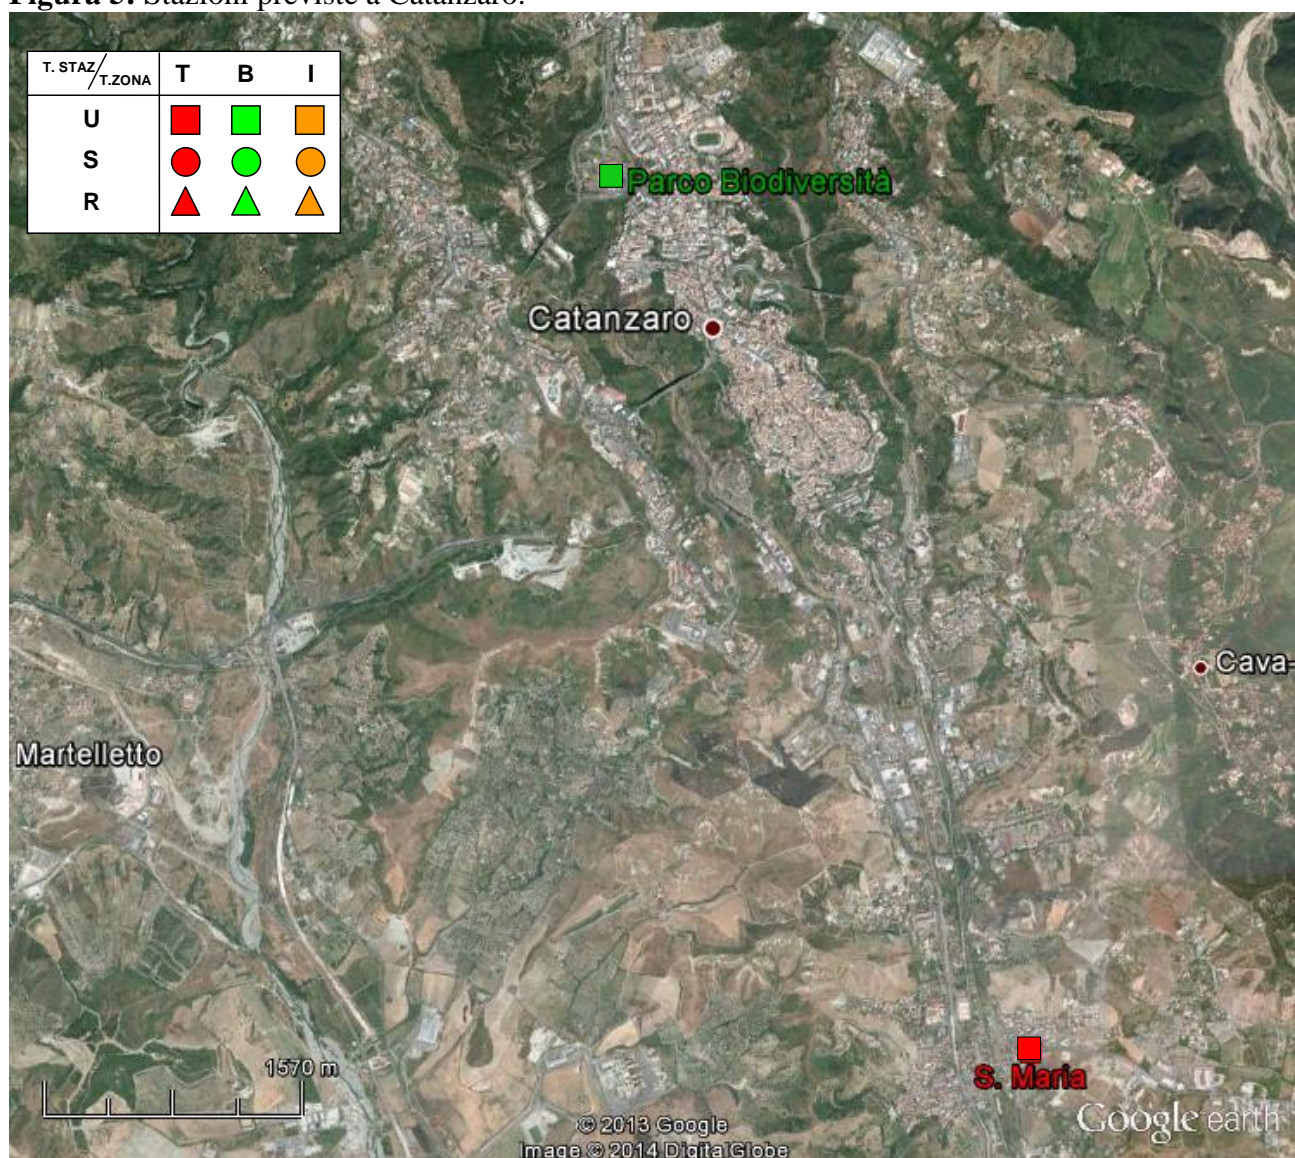 Figura 5. Stazioni previste a Catanzaro.
T. STAZ/T.ZONA T B I
U
S
R
Parco Biodiversità
Catanzaro
Cava-
Martelletto
1570 m
S. Maria
© 2013 Google
Image © 2014 DigitalGlobe
Google earth